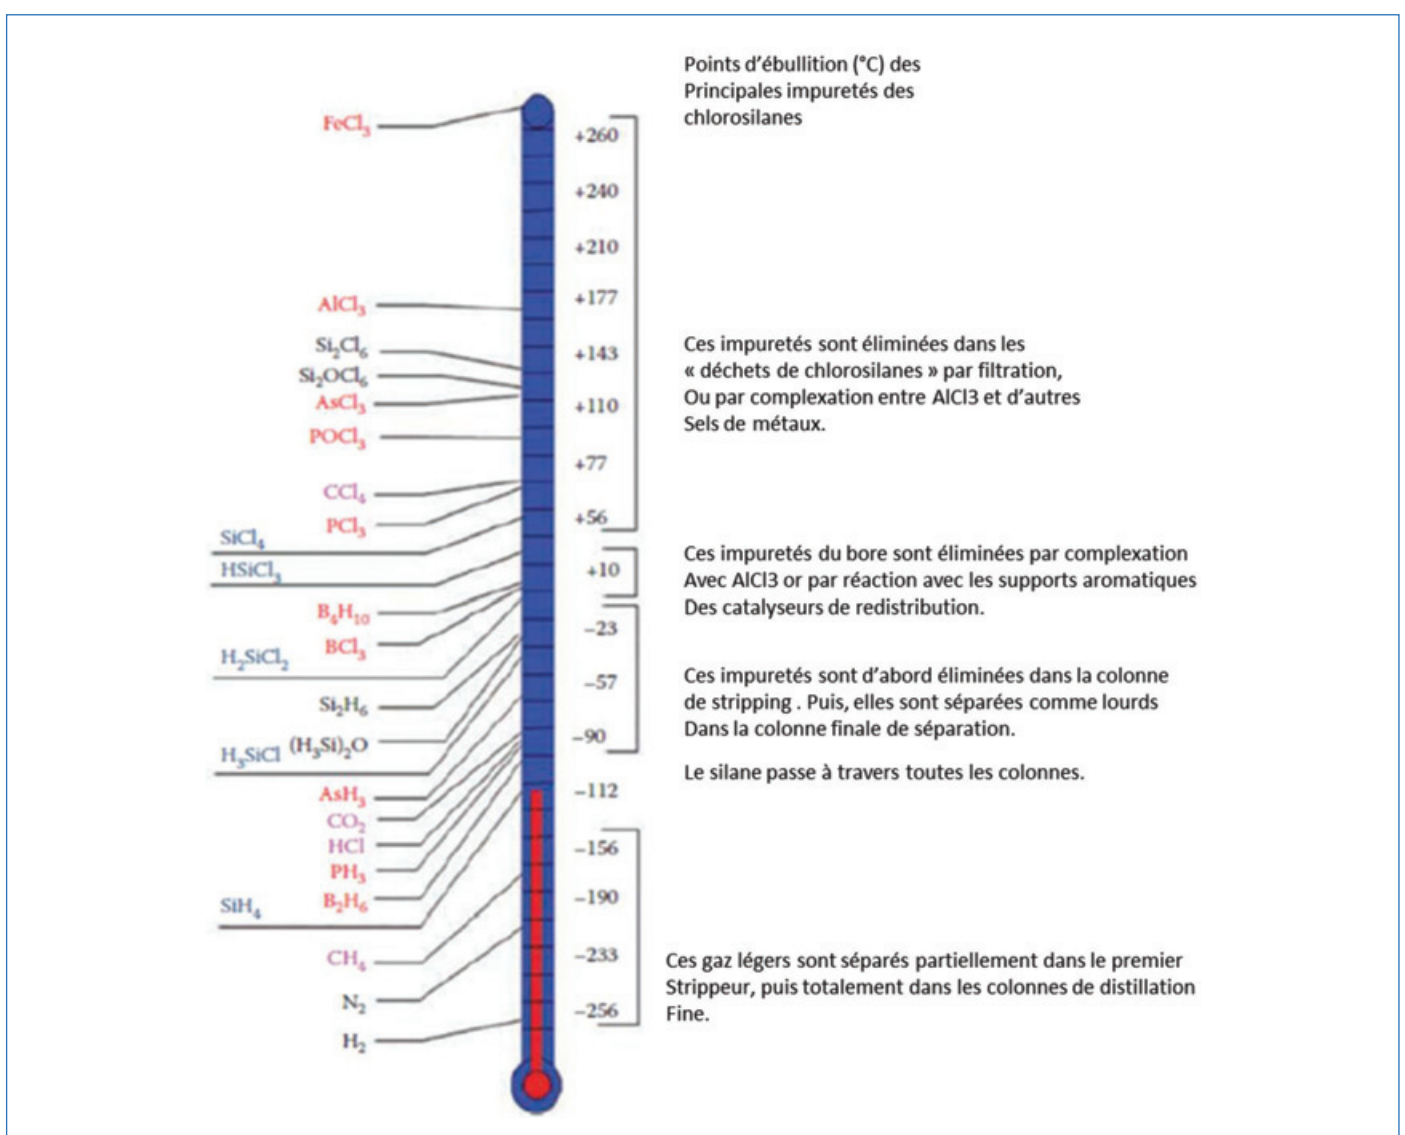 Points d’ébullition (°C) des
Principales impuretés des
chlorosilanes
FeCl₃
AlCl₃
Si₂Cl₆
Si₂OCl₆
AsCl₃
POCl₃
CCl₄
PCl₃
SiCl₄
HSiCl₃
B₄H₁₀
BCl₃
H₂SiCl₂
Si₂H₆
(H₃Si)₂O
H₃SiCl
AsH₃
CO₂
HCl
PH₃
B₂H₆
SiH₄
CH₄
N₂
H₂
+260
+240
+210
+177
+143
+110
+77
+56
+10
−23
−57
−90
−112
−156
−190
−233
−256
Ces impuretés sont éliminées dans les
« déchets de chlorosilanes » par filtration,
Ou par complexation entre AlCl3 et d’autres
Sels de métaux.
Ces impuretés du bore sont éliminées par complexation
Avec AlCl3 or par réaction avec les supports aromatiques
Des catalyseurs de redistribution.
Ces impuretés sont d’abord éliminées dans la colonne
de stripping . Puis, elles sont séparées comme lourds
Dans la colonne finale de séparation.
Le silane passe à travers toutes les colonnes.
Ces gaz légers sont séparés partiellement dans le premier
Strippeur, puis totalement dans les colonnes de distillation
Fine.